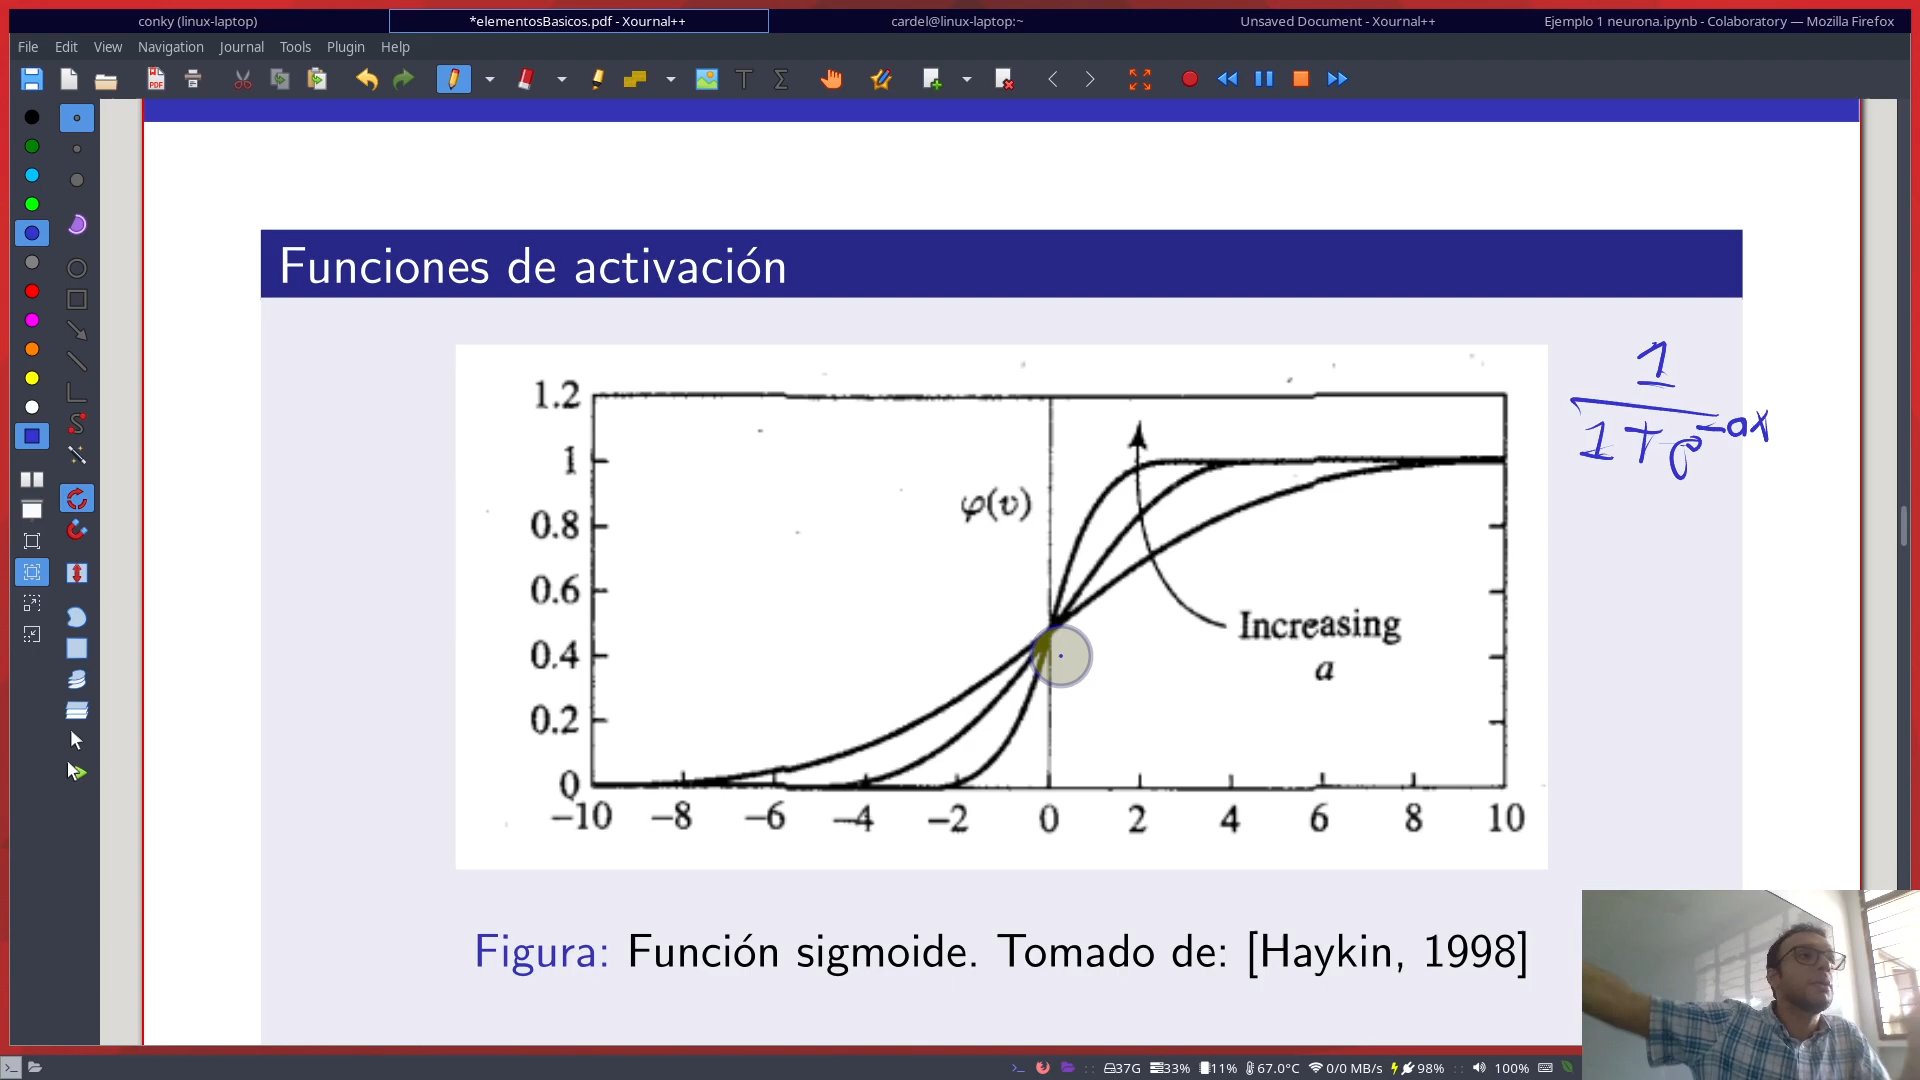 conky (linux-laptop)
*elementosBasicos.pdf - Xournal++
cardel@linux-laptop:~
Unsaved Document - Xournal++
Ejemplo 1 neurona.ipynb - Colaboratory — Mozilla Firefox
File Edit View Navigation Journal Tools Plugin Help
Funciones de activación
1
1+e^-ax
1.2
1
0.8
0.6
0.4
0.2
0
φ(v)
Increasing
a
−10 −8 −6 −4 −2 0 2 4 6 8 10
Figura: Función sigmoide. Tomado de: [Haykin, 1998]
37G 33% 11% 67.0°C 0/0 MB/s 98% 100%